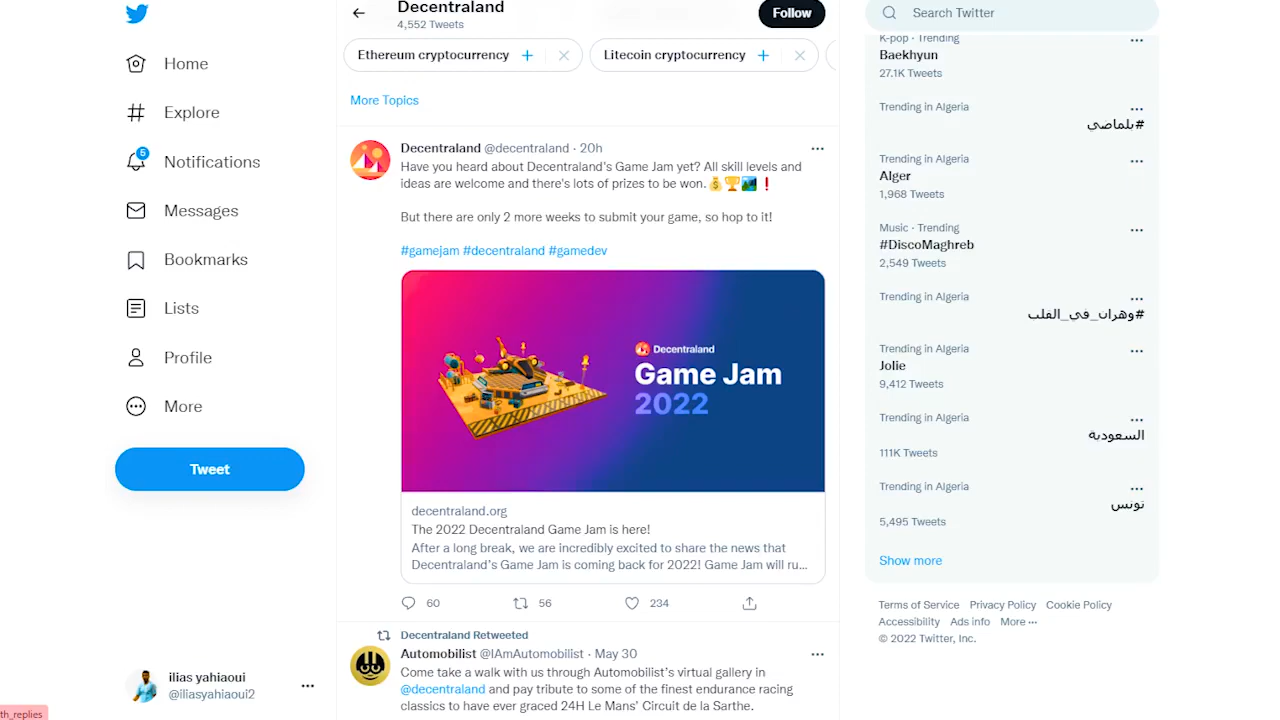 Home
Explore
5
Notifications
Messages
Bookmarks
Lists
Profile
More
Tweet
ilias yahiaoui
@iliasyahiaoui2
th_replies
Decentraland
4,552 Tweets
Follow
Ethereum cryptocurrency
Litecoin cryptocurrency
More Topics
Decentraland @decentraland · 20h
Have you heard about Decentraland's Game Jam yet? All skill levels and
ideas are welcome and there's lots of prizes to be won.💰🏆🏞❗
But there are only 2 more weeks to submit your game, so hop to it!
#gamejam #decentraland #gamedev
Decentraland
Game Jam
2022
decentraland.org
The 2022 Decentraland Game Jam is here!
After a long break, we are incredibly excited to share the news that
Decentraland's Game Jam is coming back for 2022! Game Jam will ru...
60 56 234
Decentraland Retweeted
Automobilist @IAmAutomobilist · May 30
Come take a walk with us through Automobilist's virtual gallery in
@decentraland and pay tribute to some of the finest endurance racing
classics to have ever graced 24H Le Mans' Circuit de la Sarthe.
Search Twitter
K-pop · Trending
Baekhyun
27.1K Tweets
Trending in Algeria
#بلماضي
Trending in Algeria
Alger
1,968 Tweets
Music · Trending
#DiscoMaghreb
2,549 Tweets
Trending in Algeria
#وهران_في_القلب
Trending in Algeria
Jolie
9,412 Tweets
Trending in Algeria
السعودية
111K Tweets
Trending in Algeria
تونس
5,495 Tweets
Show more
Terms of Service Privacy Policy Cookie Policy
Accessibility Ads info More ···
© 2022 Twitter, Inc.